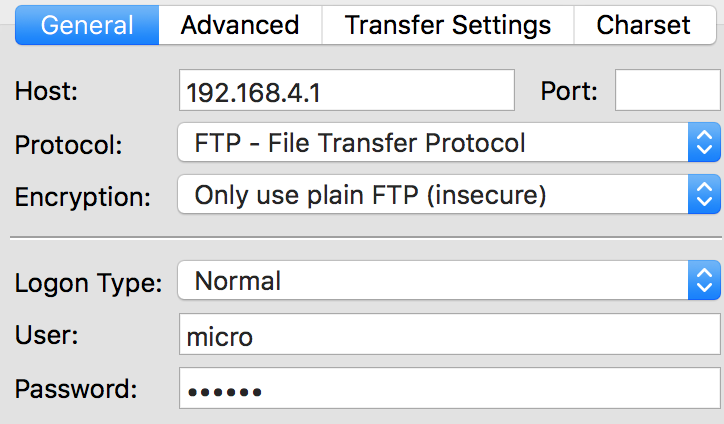 General Advanced Transfer Settings Charset
Host: 192.168.4.1 Port:
Protocol: FTP - File Transfer Protocol
Encryption: Only use plain FTP (insecure)
Logon Type: Normal
User: micro
Password: ••••••